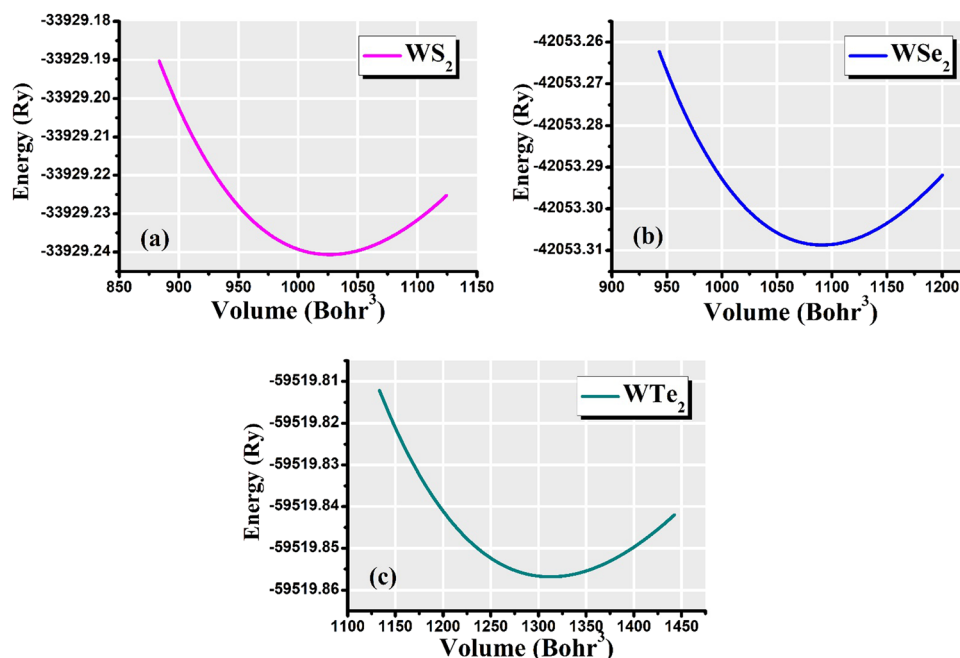 -33929.18
-33929.19
-33929.20
-33929.21
-33929.22
-33929.23
-33929.24
Energy (Ry)
WS₂
(a)
850 900 950 1000 1050 1100 1150
Volume (Bohr³)
-42053.26
-42053.27
-42053.28
-42053.29
-42053.30
-42053.31
Energy (Ry)
WSe₂
(b)
900 950 1000 1050 1100 1150 1200
Volume (Bohr³)
-59519.81
-59519.82
-59519.83
-59519.84
-59519.85
-59519.86
Energy (Ry)
WTe₂
(c)
1100 1150 1200 1250 1300 1350 1400 1450
Volume (Bohr³)